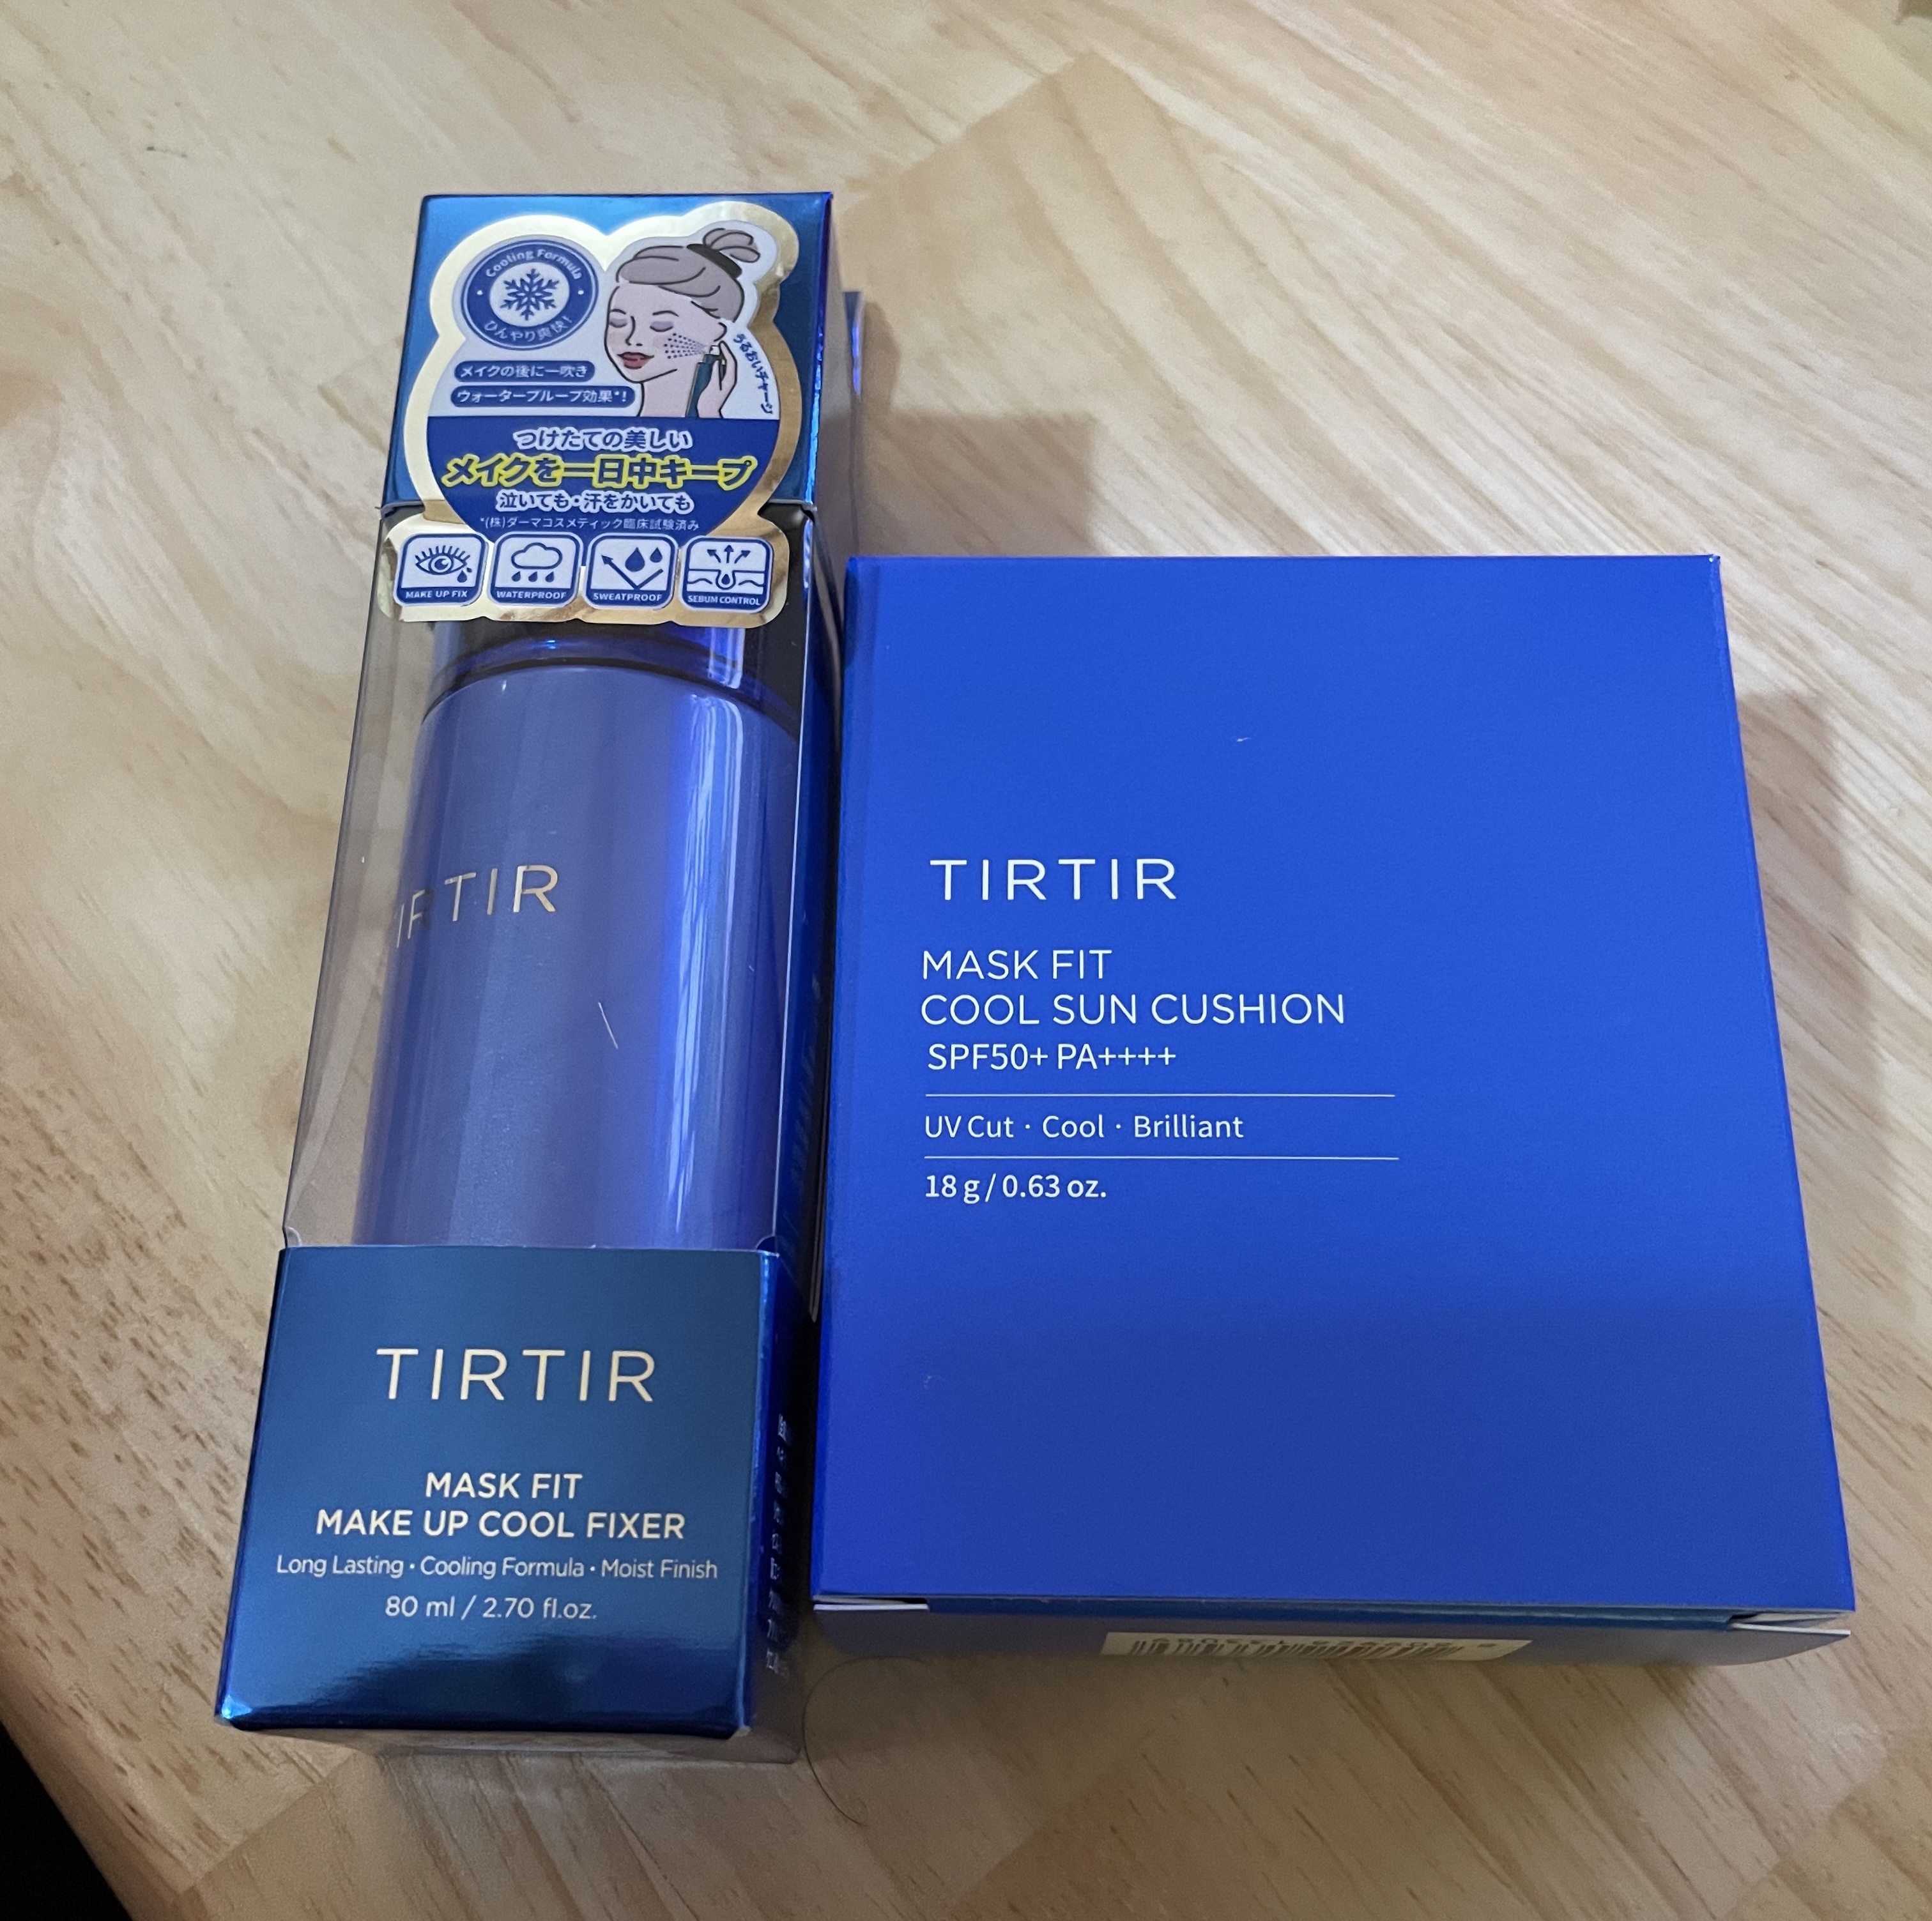 Cooling Formula
ひんやり爽快!
うるおいチャージ
メイクの後に一吹き
ウォータープルーフ効果*!
つけたての美しい
メイクを一日中キープ
泣いても・汗をかいても
*(株)ダーマコスメティック臨床試験済み
MAKE UP FIX
WATERPROOF
SWEATPROOF
SEBUM CONTROL
TIRTIR
TIRTIR
MASK FIT
MAKE UP COOL FIXER
Long Lasting · Cooling Formula · Moist Finish
80 ml / 2.70 fl.oz.
TIRTIR
MASK FIT
COOL SUN CUSHION
SPF50+ PA++++
UV Cut · Cool · Brilliant
18 g / 0.63 oz.